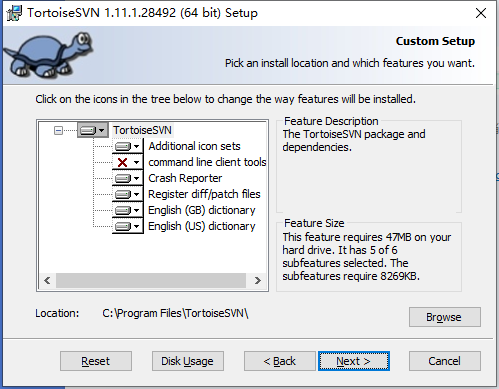 TortoiseSVN 1.11.1.28492 (64 bit) Setup
Custom Setup
Pick an install location and which features you want.
Click on the icons in the tree below to change the way features will be installed.
TortoiseSVN
Additional icon sets
command line client tools
Crash Reporter
Register diff/patch files
English (GB) dictionary
English (US) dictionary
Feature Description
The TortoiseSVN package and
dependencies.
Feature Size
This feature requires 47MB on your
hard drive. It has 5 of 6
subfeatures selected. The
subfeatures require 8269KB.
Location: C:\Program Files\TortoiseSVN\
Browse
Reset
Disk Usage
< Back
Next >
Cancel